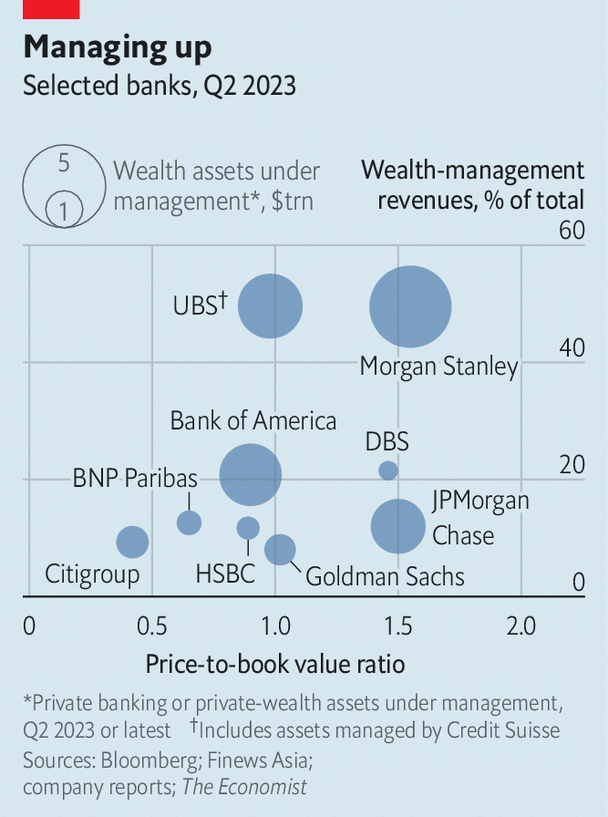 Managing up
Selected banks, Q2 2023
5
1
Wealth assets under
management*, $trn
Wealth-management
revenues, % of total
60
UBS†
40
Morgan Stanley
Bank of America
DBS
20
BNP Paribas
JPMorgan
Chase
Citigroup
HSBC
Goldman Sachs
0
0
0.5
1.0
1.5
2.0
Price-to-book value ratio
*Private banking or private-wealth assets under management,
Q2 2023 or latest †Includes assets managed by Credit Suisse
Sources: Bloomberg; Finews Asia;
company reports; The Economist